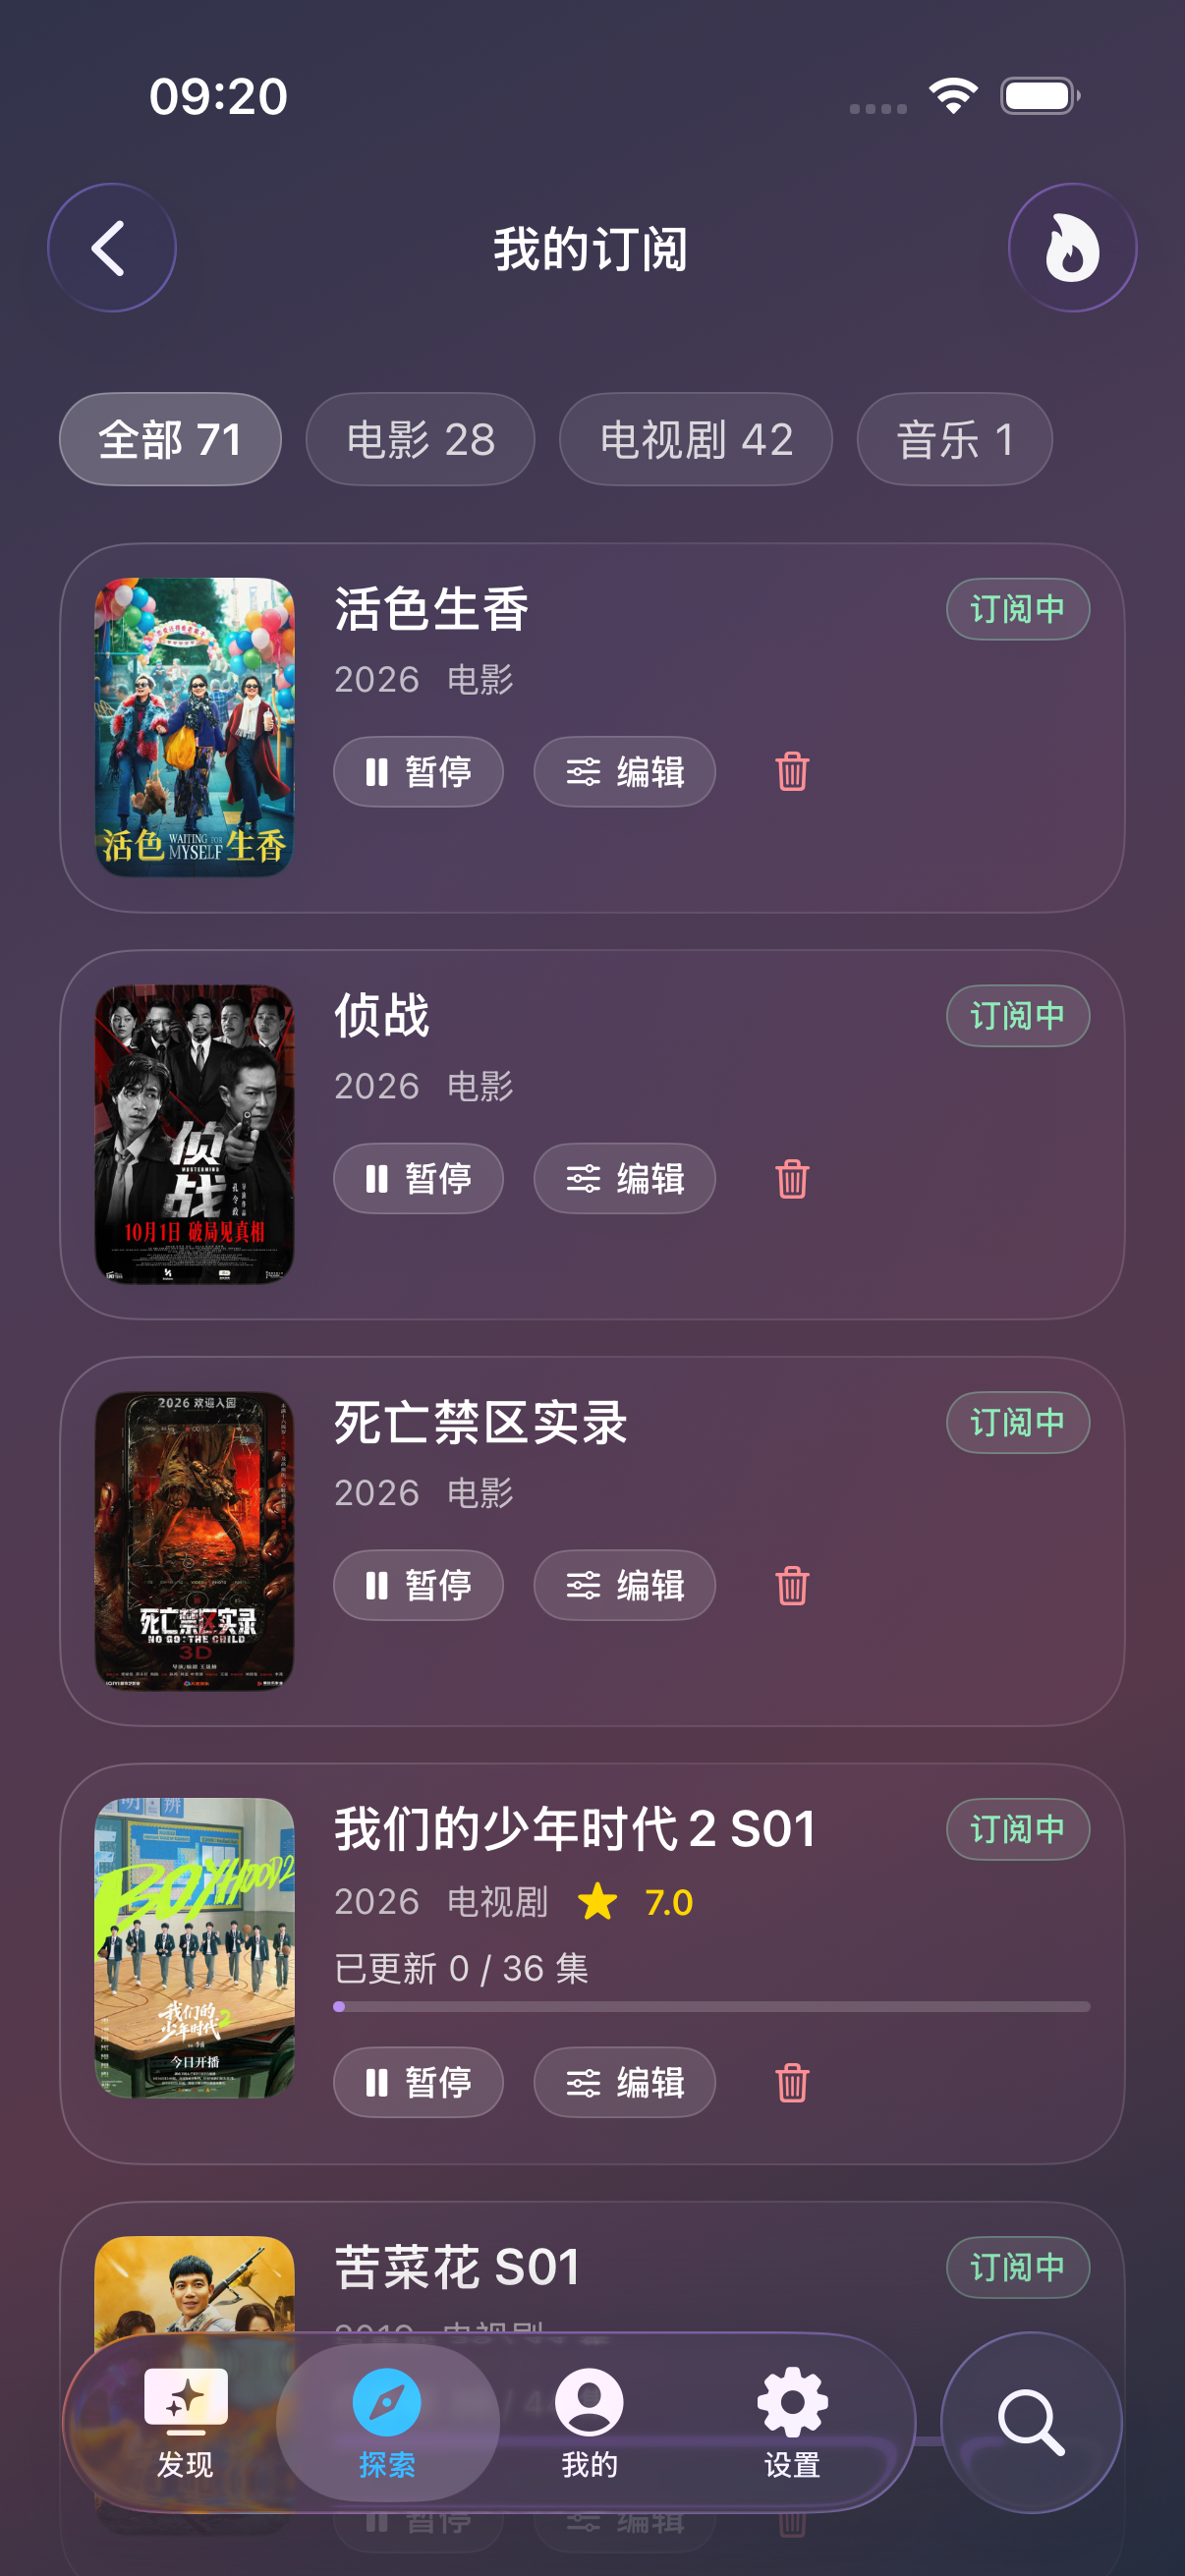 09:20
我的订阅
全部 71
电影 28
电视剧 42
音乐 1
活色生香
订阅中
2026 电影
暂停
编辑
活色 WAITING FOR MYSELF 生香
侦战
订阅中
2026 电影
暂停
编辑
侦战
10月1日 破局见真相
死亡禁区实录
订阅中
2026 电影
暂停
编辑
2026 欢迎入园
死亡禁区实录
NO GO:THE CHILD
3D
我们的少年时代 2 S01
订阅中
2026 电视剧 7.0
已更新 0 / 36 集
暂停
编辑
BOYHOOD2
我们的少年时代2
今日开播
苦菜花 S01
订阅中
电视剧
发现
探索
我的
设置
暂停
编辑